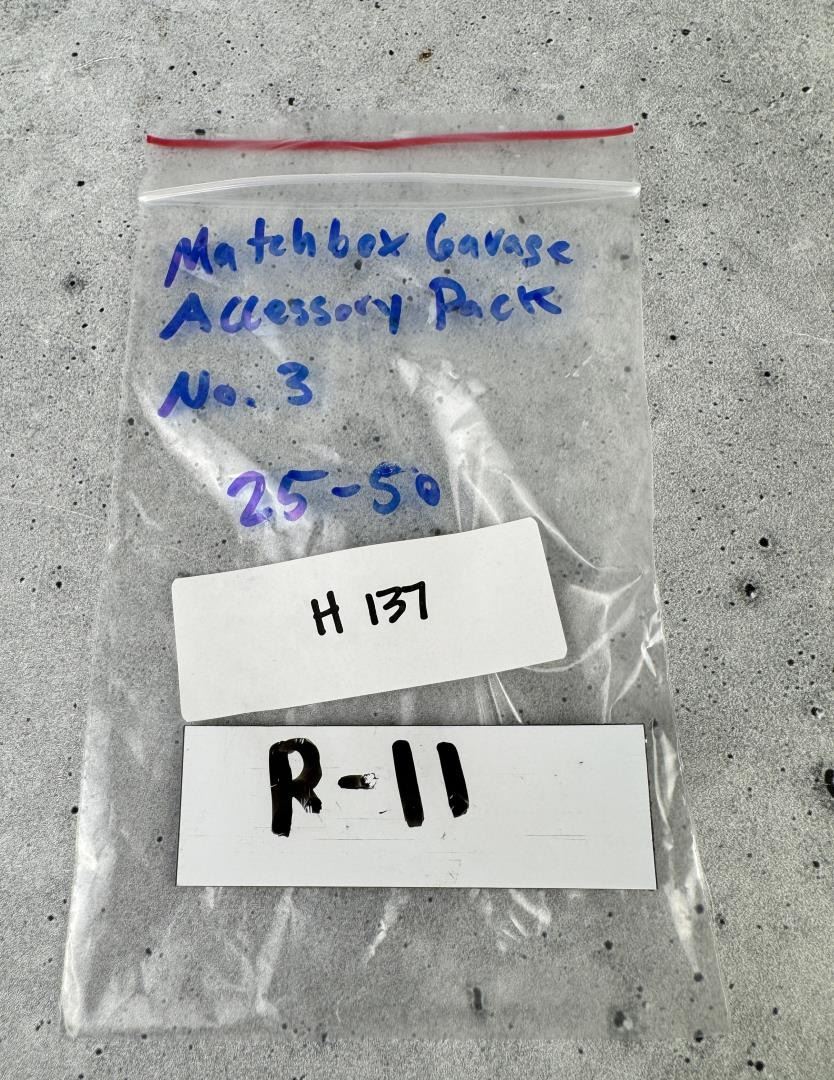 Matchbox Garage
Accessory Pack
No. 3
25-50
H 137
R-11